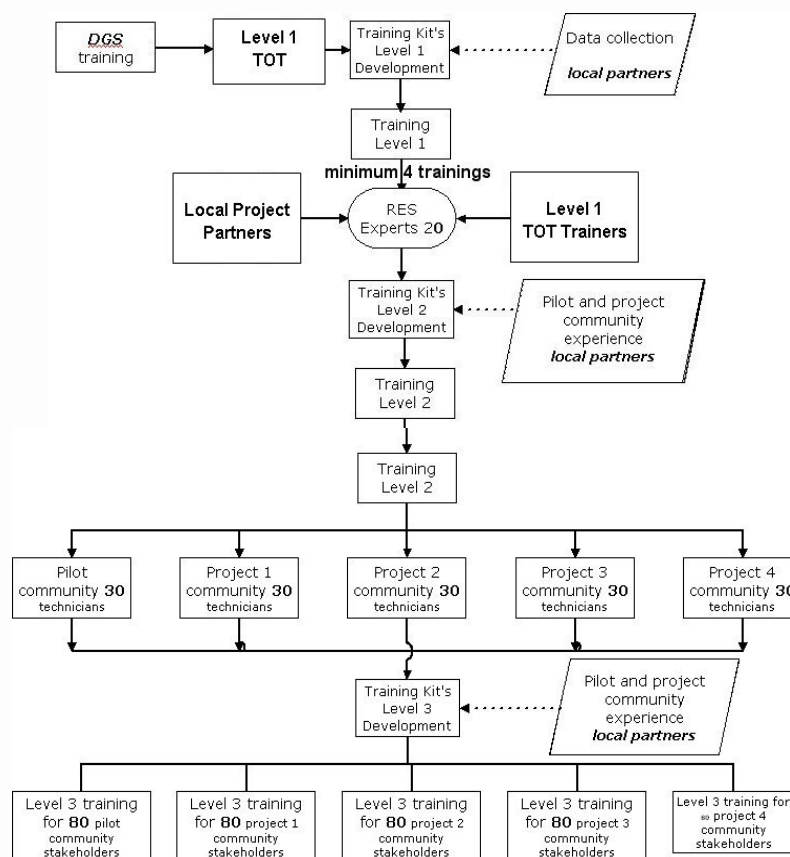 DGS
training
Level 1
TOT
Training Kit's
Level 1
Development
Data collection
local partners
Training
Level 1
minimum 4 trainings
Local Project
Partners
RES
Experts 20
Level 1
TOT Trainers
Training Kit's
Level 2
Development
Pilot and project
community
experience
local partners
Training
Level 2
Training
Level 2
Pilot
community 30
technicians
Project 1
community 30
technicians
Project 2
community 30
technicians
Project 3
community 30
technicians
Project 4
community 30
technicians
Training Kit's
Level 3
Development
Pilot and project
community
experience
local partners
Level 3 training
for 80 pilot
community
stakeholders
Level 3 training
for 80 project 1
community
stakeholders
Level 3 training
for 80 project 2
community
stakeholders
Level 3 training
for 80 project 3
community
stakeholders
Level 3 training for
80 project 4
community
stakeholders